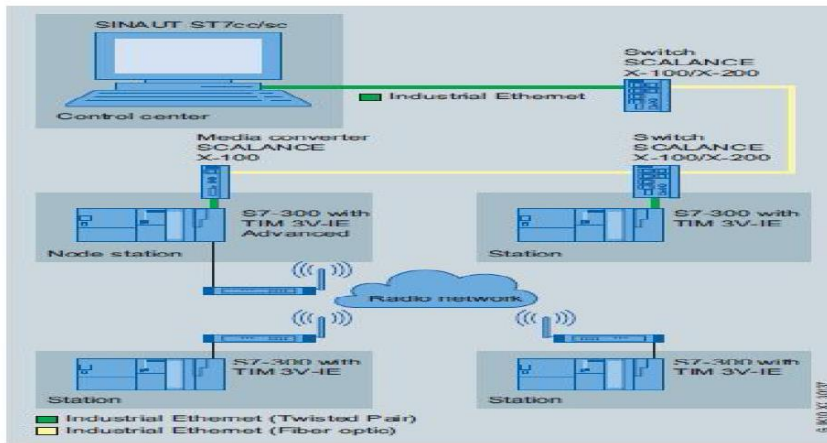 SINAUT ST7cc/sc
Control center
Industrial Ethernet
Switch
SCALANCE
X-100/X-200
Media converter
SCALANCE
X-100
Switch
SCALANCE
X-100/X-200
S7-300 with
TIM 3V-IE
Advanced
Node station
S7-300 with
TIM 3V-IE
Station
Radio network
S7-300 with
TIM 3V-IE
Station
S7-300 with
TIM 3V-IE
Station
Industrial Ethernet (Twisted Pair)
Industrial Ethernet (Fiber optic)